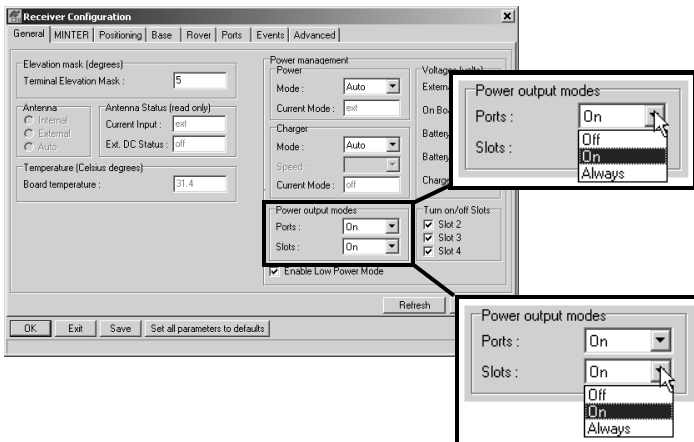 Receiver Configuration
General MINTER Positioning Base Rover Ports Events Advanced
Elevation mask (degrees)
Terminal Elevation Mask : 5
Antenna
Internal
External
Auto
Antenna Status (read only)
Current Input : ext
Ext. DC Status : off
Temperature (Celsius degrees)
Board temperature : 31.4
Power management
Power
Mode : Auto
Current Mode : ext
Charger
Mode : Auto
Speed :
Current Mode : off
Power output modes
Ports : On
Slots : On
Enable Low Power Mode
Voltages (volts)
Externa
On Bo
Battery
Battery
Charge
Turn on/off Slots
Slot 2
Slot 3
Slot 4
Refresh
OK Exit Save Set all parameters to defaults
Power output modes
Ports : On
Off
On
Always
Slots :
Power output modes
Ports : On
Slots : On
Off
On
Always